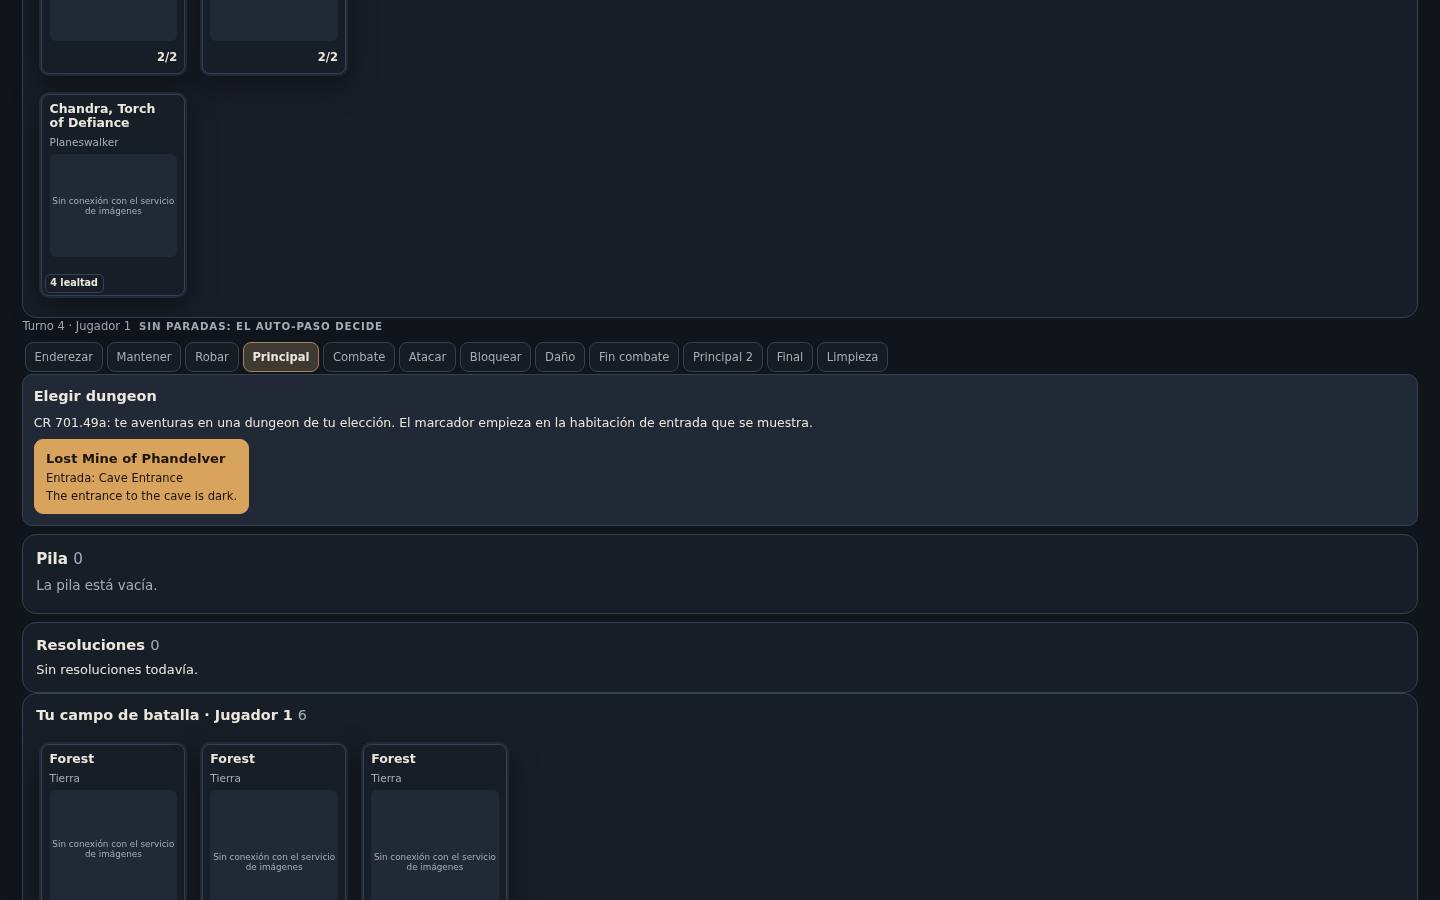 2/2
2/2
Chandra, Torch
of Defiance
Planeswalker
Sin conexión con el servicio
de imágenes
4 lealtad
Turno 4 · Jugador 1 SIN PARADAS: EL AUTO-PASO DECIDE
Enderezar Mantener Robar Principal Combate Atacar Bloquear Daño Fin combate Principal 2 Final Limpieza
Elegir dungeon
CR 701.49a: te aventuras en una dungeon de tu elección. El marcador empieza en la habitación de entrada que se muestra.
Lost Mine of Phandelver
Entrada: Cave Entrance
The entrance to the cave is dark.
Pila 0
La pila está vacía.
Resoluciones 0
Sin resoluciones todavía.
Tu campo de batalla · Jugador 1 6
Forest
Tierra
Sin conexión con el servicio
de imágenes
Forest
Tierra
Sin conexión con el servicio
de imágenes
Forest
Tierra
Sin conexión con el servicio
de imágenes